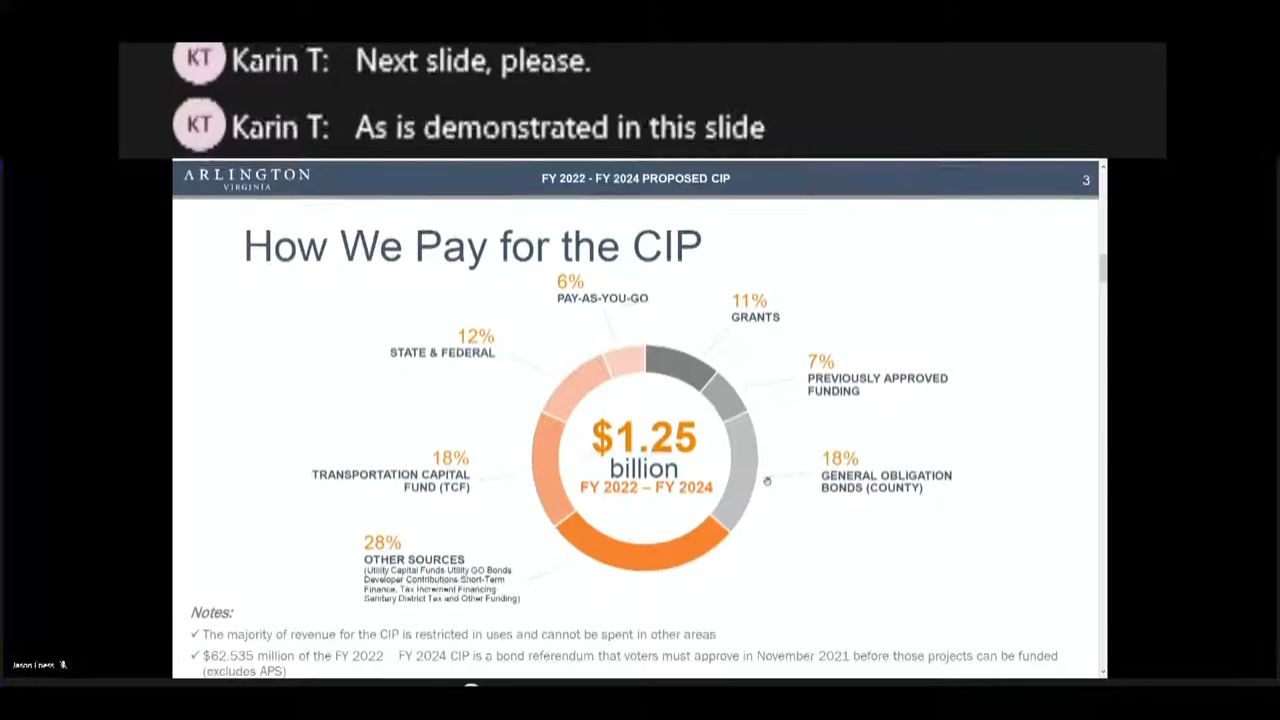 KT Karin T: Next slide, please.
KT Karin T: As is demonstrated in this slide
ARLINGTON
VIRGINIA
FY 2022 - FY 2024 PROPOSED CIP
3
How We Pay for the CIP
6%
PAY-AS-YOU-GO
11%
GRANTS
12%
STATE & FEDERAL
7%
PREVIOUSLY APPROVED
FUNDING
$1.25
billion
FY 2022 – FY 2024
18%
TRANSPORTATION CAPITAL
FUND (TCF)
18%
GENERAL OBLIGATION
BONDS (COUNTY)
28%
OTHER SOURCES
(Utility Capital Funds Utility GO Bonds
Developer Contributions Short-Term
Finance, Tax Increment Financing
Sanitary District Tax and Other Funding)
Notes:
✓ The majority of revenue for the CIP is restricted in uses and cannot be spent in other areas
✓ $62.535 million of the FY 2022 FY 2024 CIP is a bond referendum that voters must approve in November 2021 before those projects can be funded
(excludes APS)
Jason